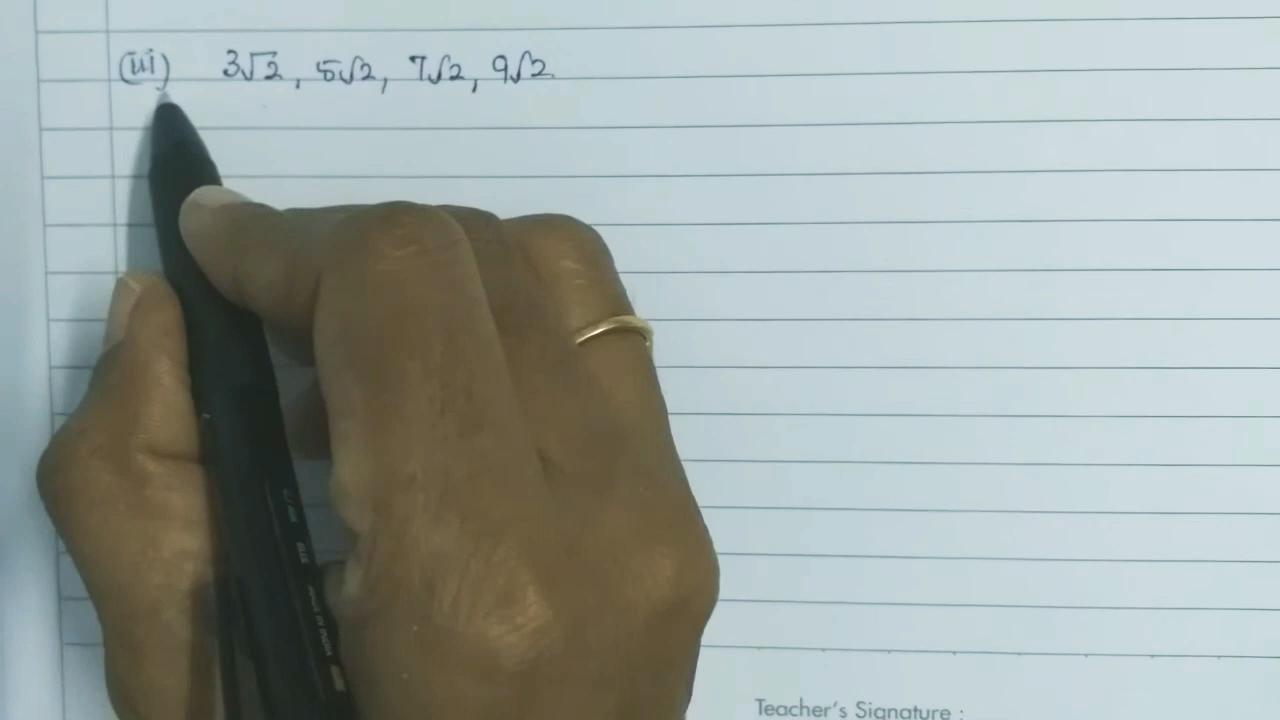 (iii) 3√2, 5√2, 7√2, 9√2
Teacher's Signature :